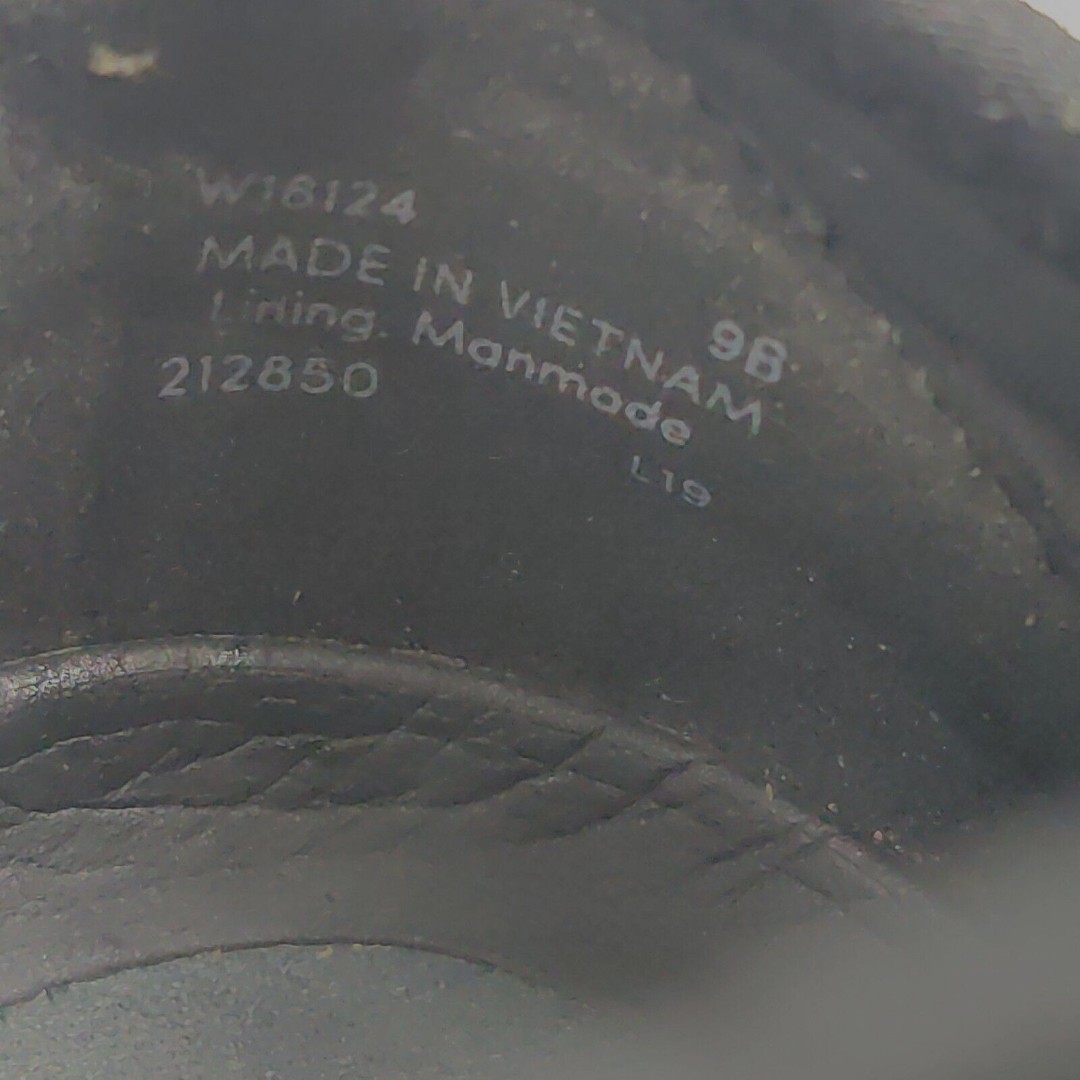 W18124
MADE IN VIETNAM 9B
Lining. Manmade
212850
L19